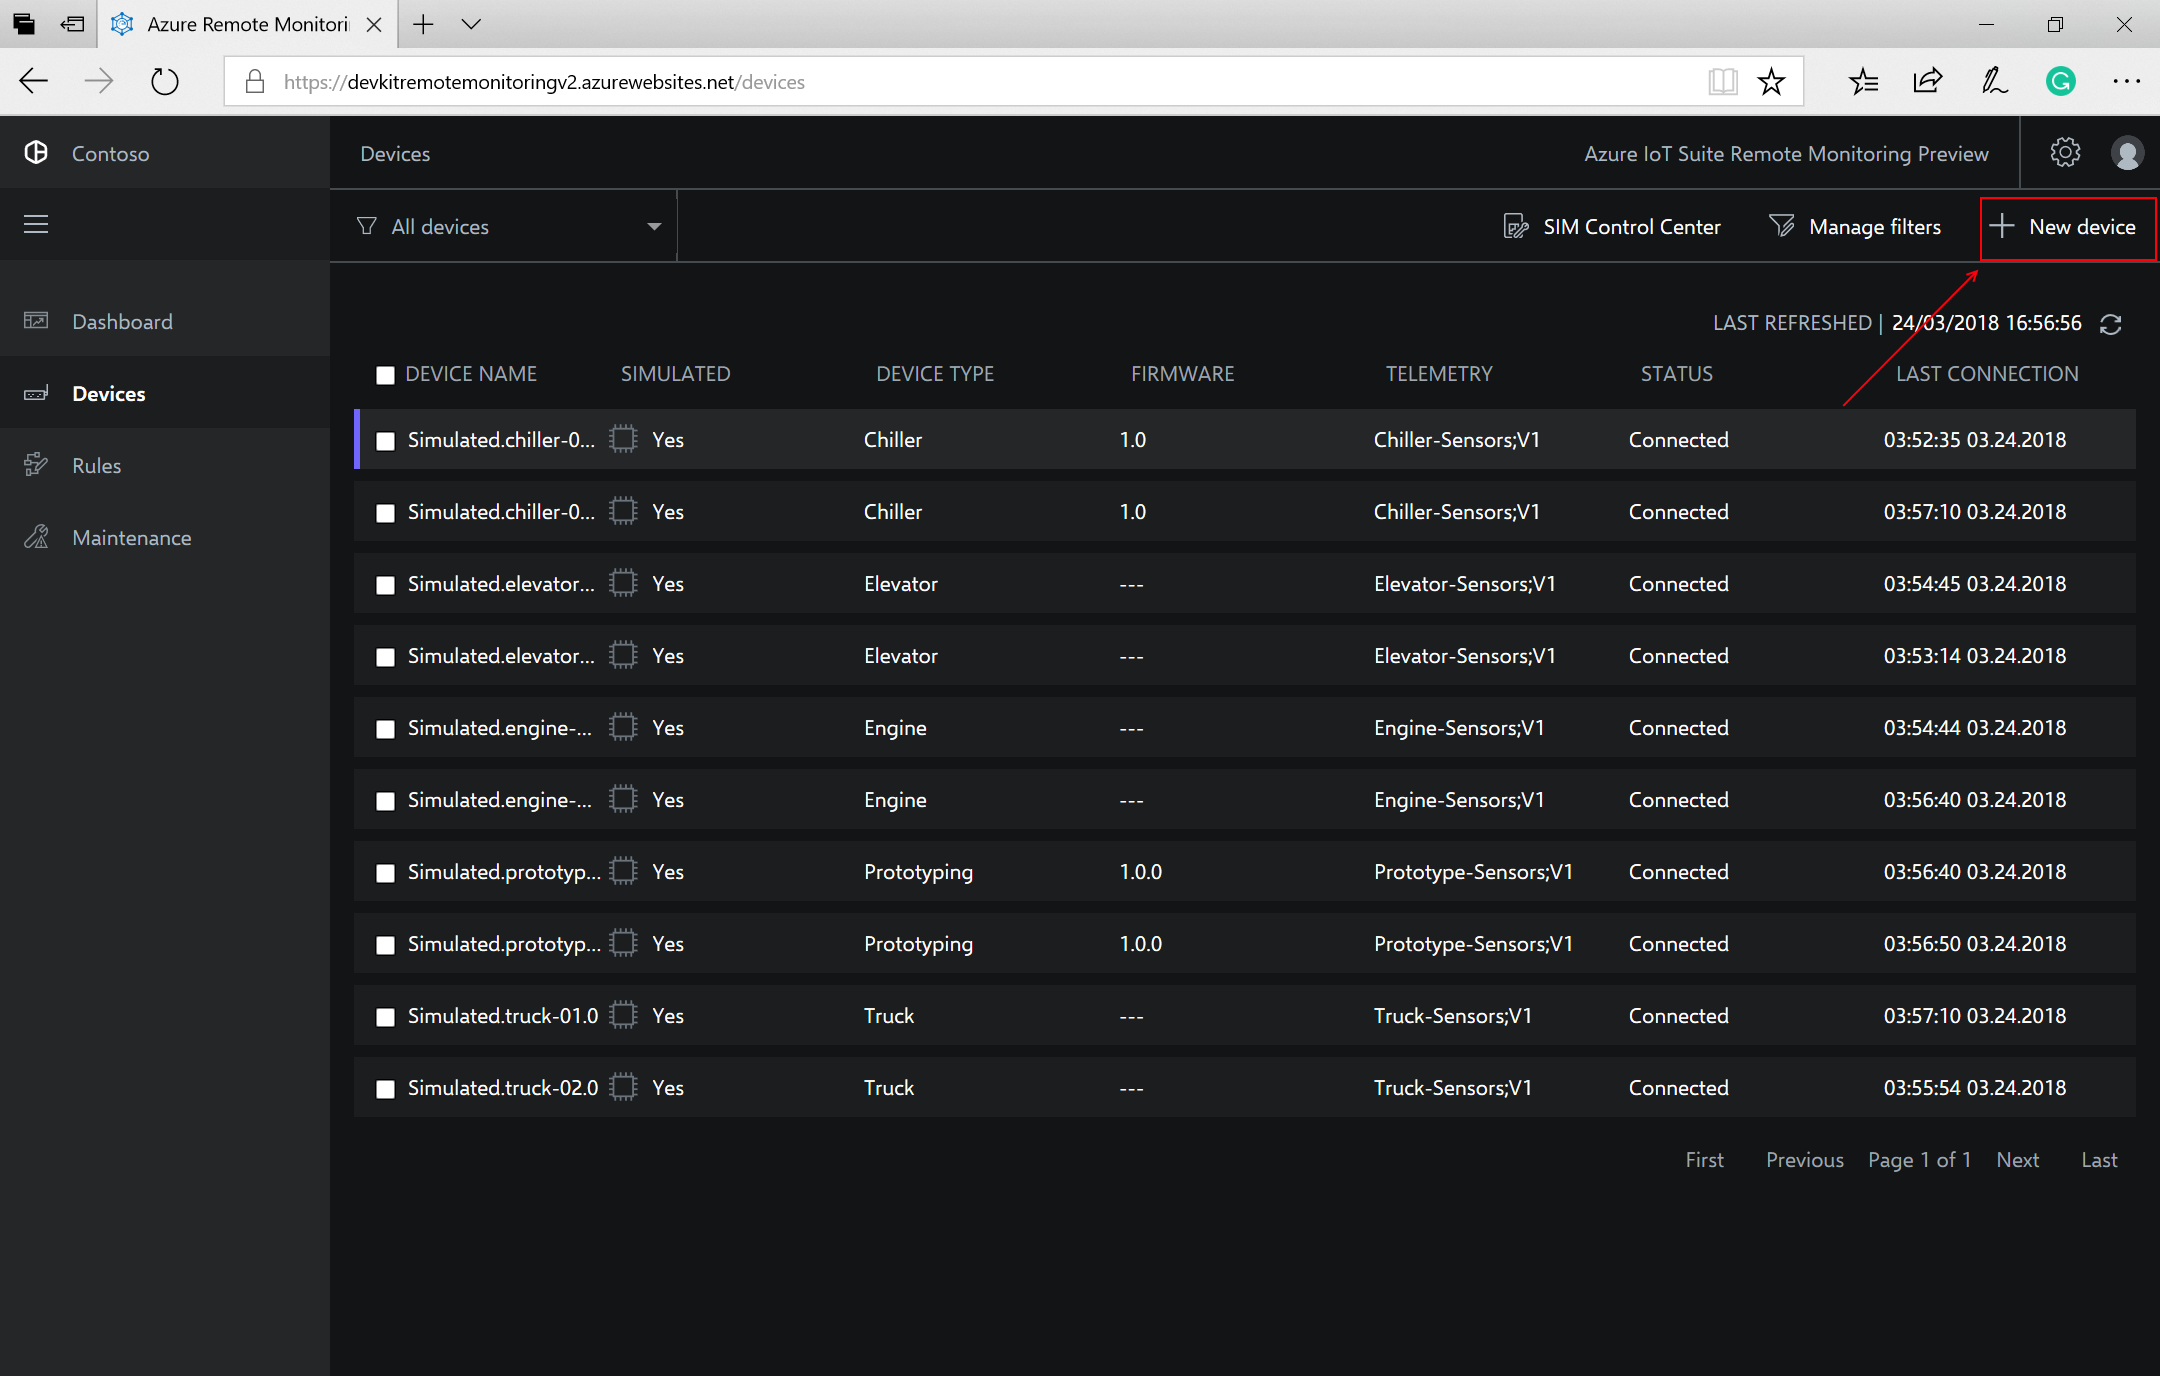 Azure Remote Monitori
https://devkitremotemonitoringv2.azurewebsites.net/devices
Contoso
Devices
Azure IoT Suite Remote Monitoring Preview
All devices
SIM Control Center
Manage filters
New device
Dashboard
Devices
Rules
Maintenance
LAST REFRESHED | 24/03/2018 16:56:56
DEVICE NAME SIMULATED DEVICE TYPE FIRMWARE TELEMETRY STATUS LAST CONNECTION
Simulated.chiller-0... Yes Chiller 1.0 Chiller-Sensors;V1 Connected 03:52:35 03.24.2018
Simulated.chiller-0... Yes Chiller 1.0 Chiller-Sensors;V1 Connected 03:57:10 03.24.2018
Simulated.elevator... Yes Elevator --- Elevator-Sensors;V1 Connected 03:54:45 03.24.2018
Simulated.elevator... Yes Elevator --- Elevator-Sensors;V1 Connected 03:53:14 03.24.2018
Simulated.engine-... Yes Engine --- Engine-Sensors;V1 Connected 03:54:44 03.24.2018
Simulated.engine-... Yes Engine --- Engine-Sensors;V1 Connected 03:56:40 03.24.2018
Simulated.prototyp... Yes Prototyping 1.0.0 Prototype-Sensors;V1 Connected 03:56:40 03.24.2018
Simulated.prototyp... Yes Prototyping 1.0.0 Prototype-Sensors;V1 Connected 03:56:50 03.24.2018
Simulated.truck-01.0 Yes Truck --- Truck-Sensors;V1 Connected 03:57:10 03.24.2018
Simulated.truck-02.0 Yes Truck --- Truck-Sensors;V1 Connected 03:55:54 03.24.2018
First Previous Page 1 of 1 Next Last